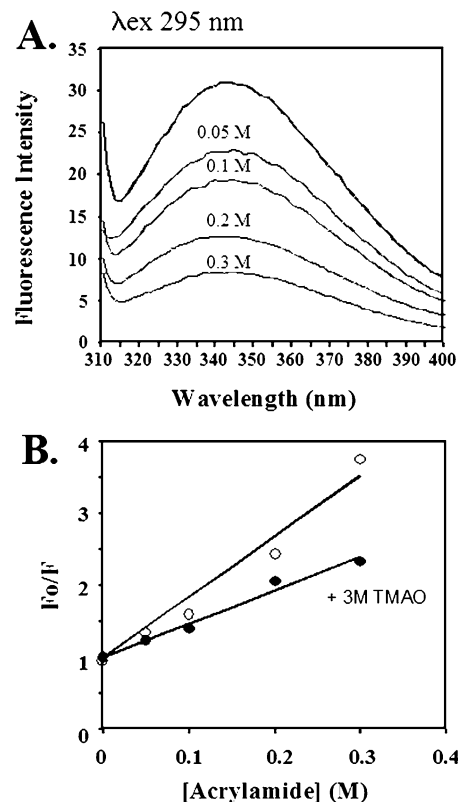 λex 295 nm
A.
Fluorescence Intensity
35
30
25
20
15
10
5
0
0.05 M
0.1 M
0.2 M
0.3 M
310 320 330 340 350 360 370 380 390 400
Wavelength (nm)
B.
Fo/F
4
3
2
1
0
+ 3M TMAO
0 0.1 0.2 0.3 0.4
[Acrylamide] (M)